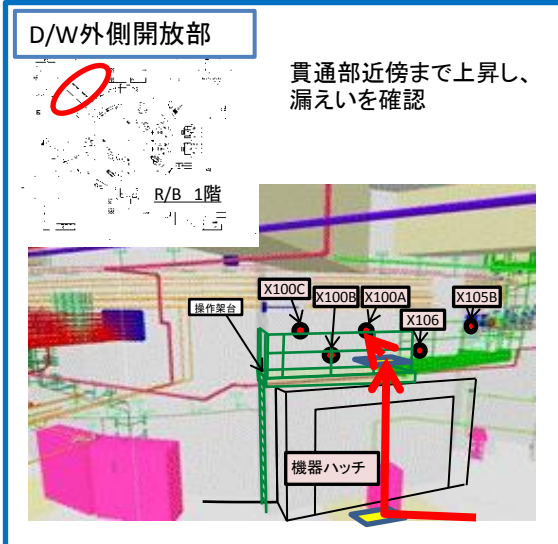 D/W外側開放部
貫通部近傍まで上昇し、
漏えいを確認
R/B 1階
X100C
X100B
X100A
X105B
操作架台
X106
機器ハッチ